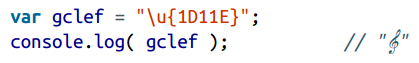 var gclef = "\u{1D11E}";
console.log( gclef ); // "𝄞"